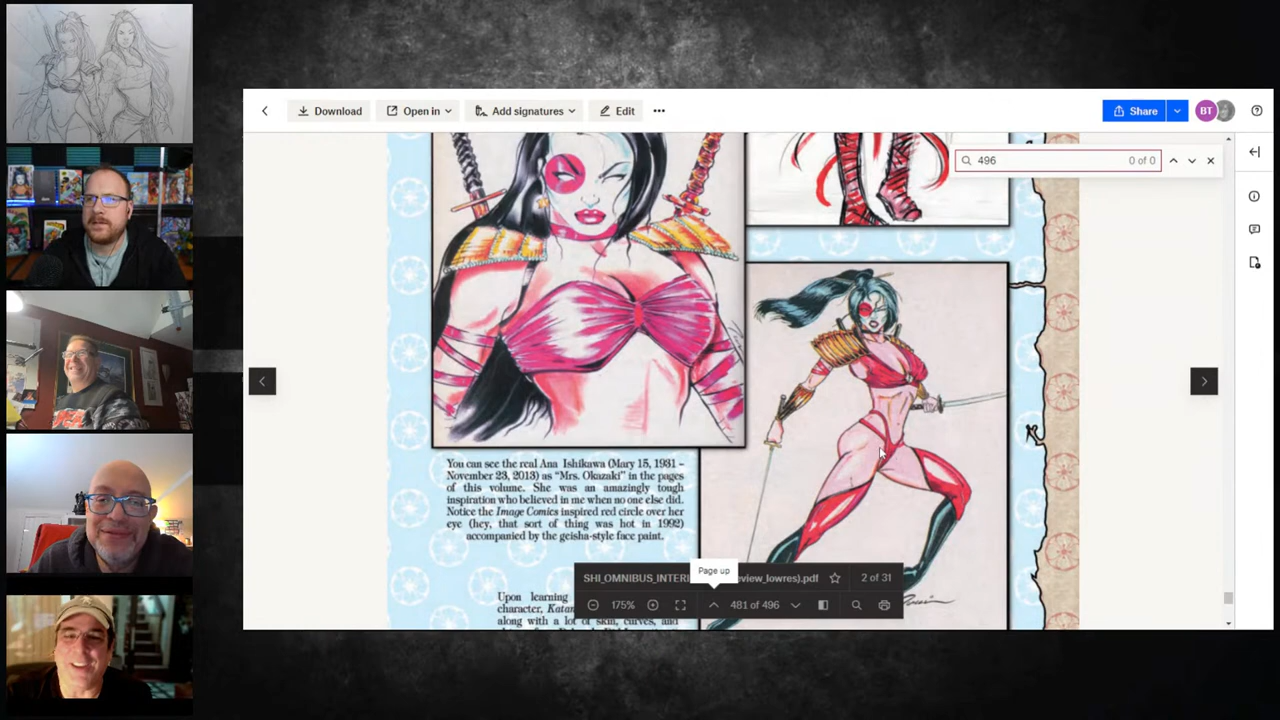 Download
Open in
Add signatures
Edit
Share
BT
496
0 of 0
You can see the real Ana Ishikawa (Mary 15, 1931 –
November 23, 2013) as “Mrs. Okazaki” in the pages
of this volume. She was an amazingly tough
inspiration who believed in me when no one else did.
Notice the Image Comics inspired red circle over her
eye (hey, that sort of thing was hot in 1992)
accompanied by the geisha-style face paint.
Page up
SHI_OMNIBUS_INTERI
view_lowres).pdf
2 of 31
Upon learning
character, Katan
along with a lot of skin, curves, and
175%
481 of 496